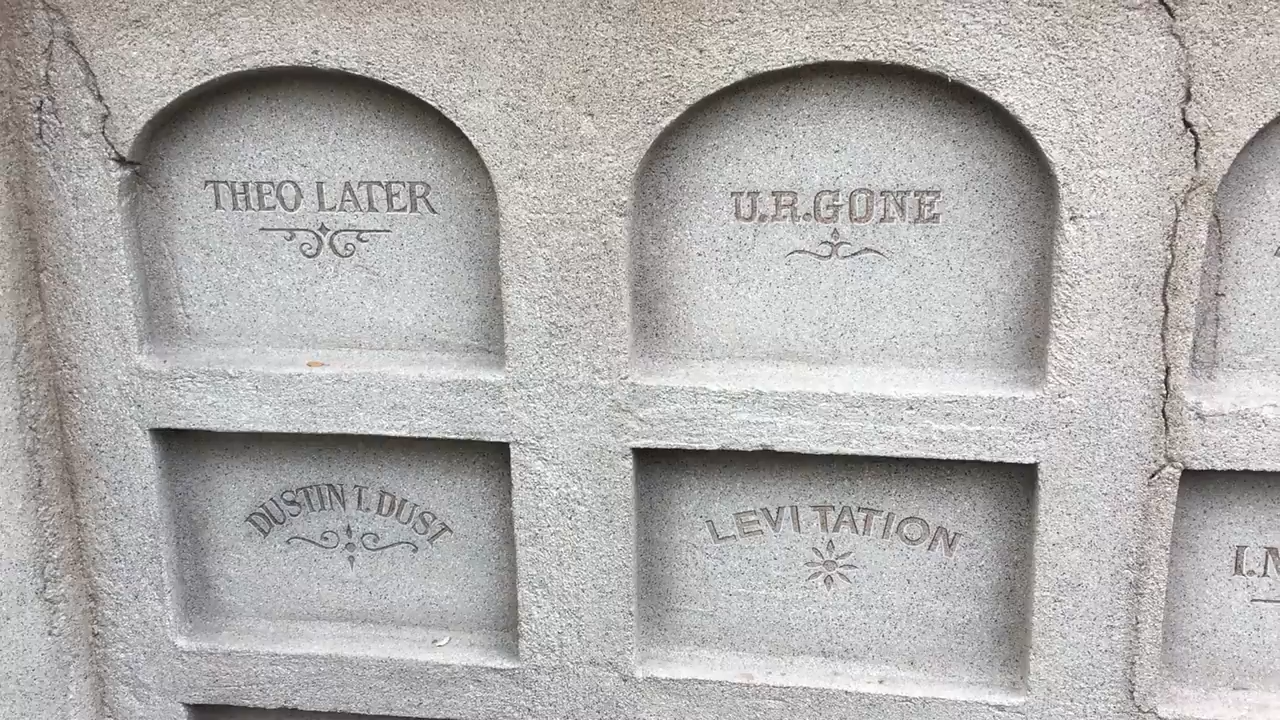 THEO LATER
U.R.GONE
DUSTIN T. DUST
LEVI TATION